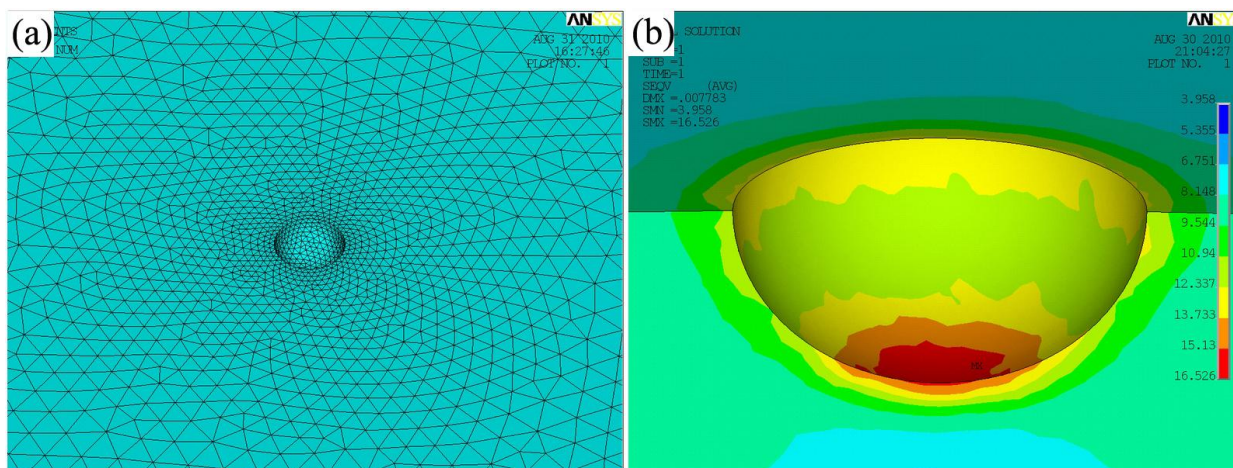 (a)
NTS
NUM
ANSYS
AUG 31 2010
16:27:46
PLOT NO. 1
(b)
SOLUTION
=1
SUB =1
TIME=1
SEQV (AVG)
DMX =.007783
SMN =3.958
SMX =16.526
ANSYS
AUG 30 2010
21:04:27
PLOT NO. 1
3.958
5.355
6.751
8.148
9.544
10.94
12.337
13.733
15.13
16.526
MX